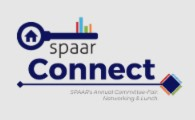 spaar
Connect
SPAAR's Annual Committee Fair,
Networking & Lunch